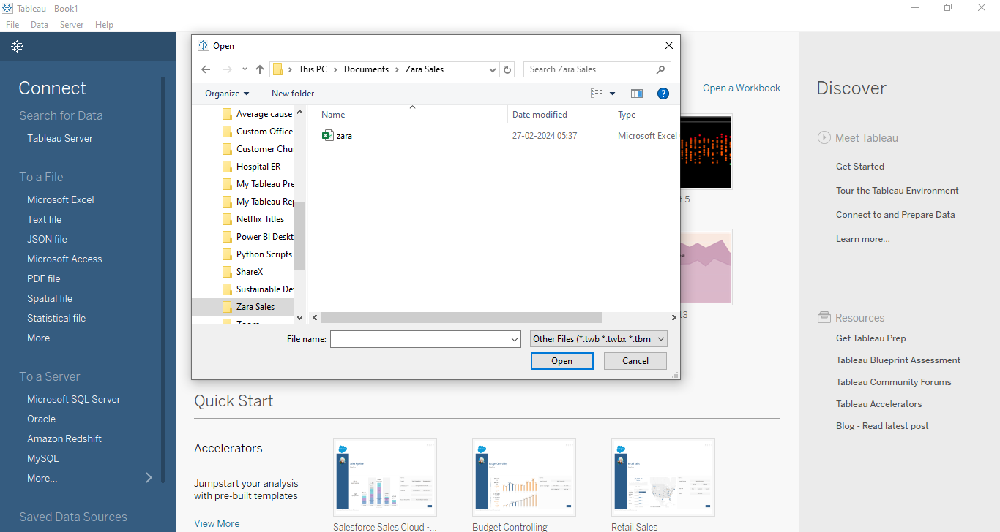 Tableau - Book1
File Data Server Help
Connect
Search for Data
Tableau Server
To a File
Microsoft Excel
Text file
JSON file
Microsoft Access
PDF file
Spatial file
Statistical file
More...
To a Server
Microsoft SQL Server
Oracle
Amazon Redshift
MySQL
More...
Saved Data Sources
Open
This PC > Documents > Zara Sales
Search Zara Sales
Organize New folder
Average cause
Custom Office
Customer Chu
Hospital ER
My Tableau Pre
My Tableau Rep
Netflix Titles
Power BI Deskt
Python Scripts
ShareX
Sustainable De
Zara Sales
Zoom
Name Date modified Type
zara 27-02-2024 05:37 Microsoft Excel
File name: Other Files (*.twb *.twbx *.tbm
Open Cancel
Open a Workbook
t 5
t3
Quick Start
Accelerators
Jumpstart your analysis
with pre-built templates
View More
Salesforce Sales Cloud -...
Budget Controlling
Retail Sales
Discover
Meet Tableau
Get Started
Tour the Tableau Environment
Connect to and Prepare Data
Learn more...
Resources
Get Tableau Prep
Tableau Blueprint Assessment
Tableau Community Forums
Tableau Accelerators
Blog - Read latest post